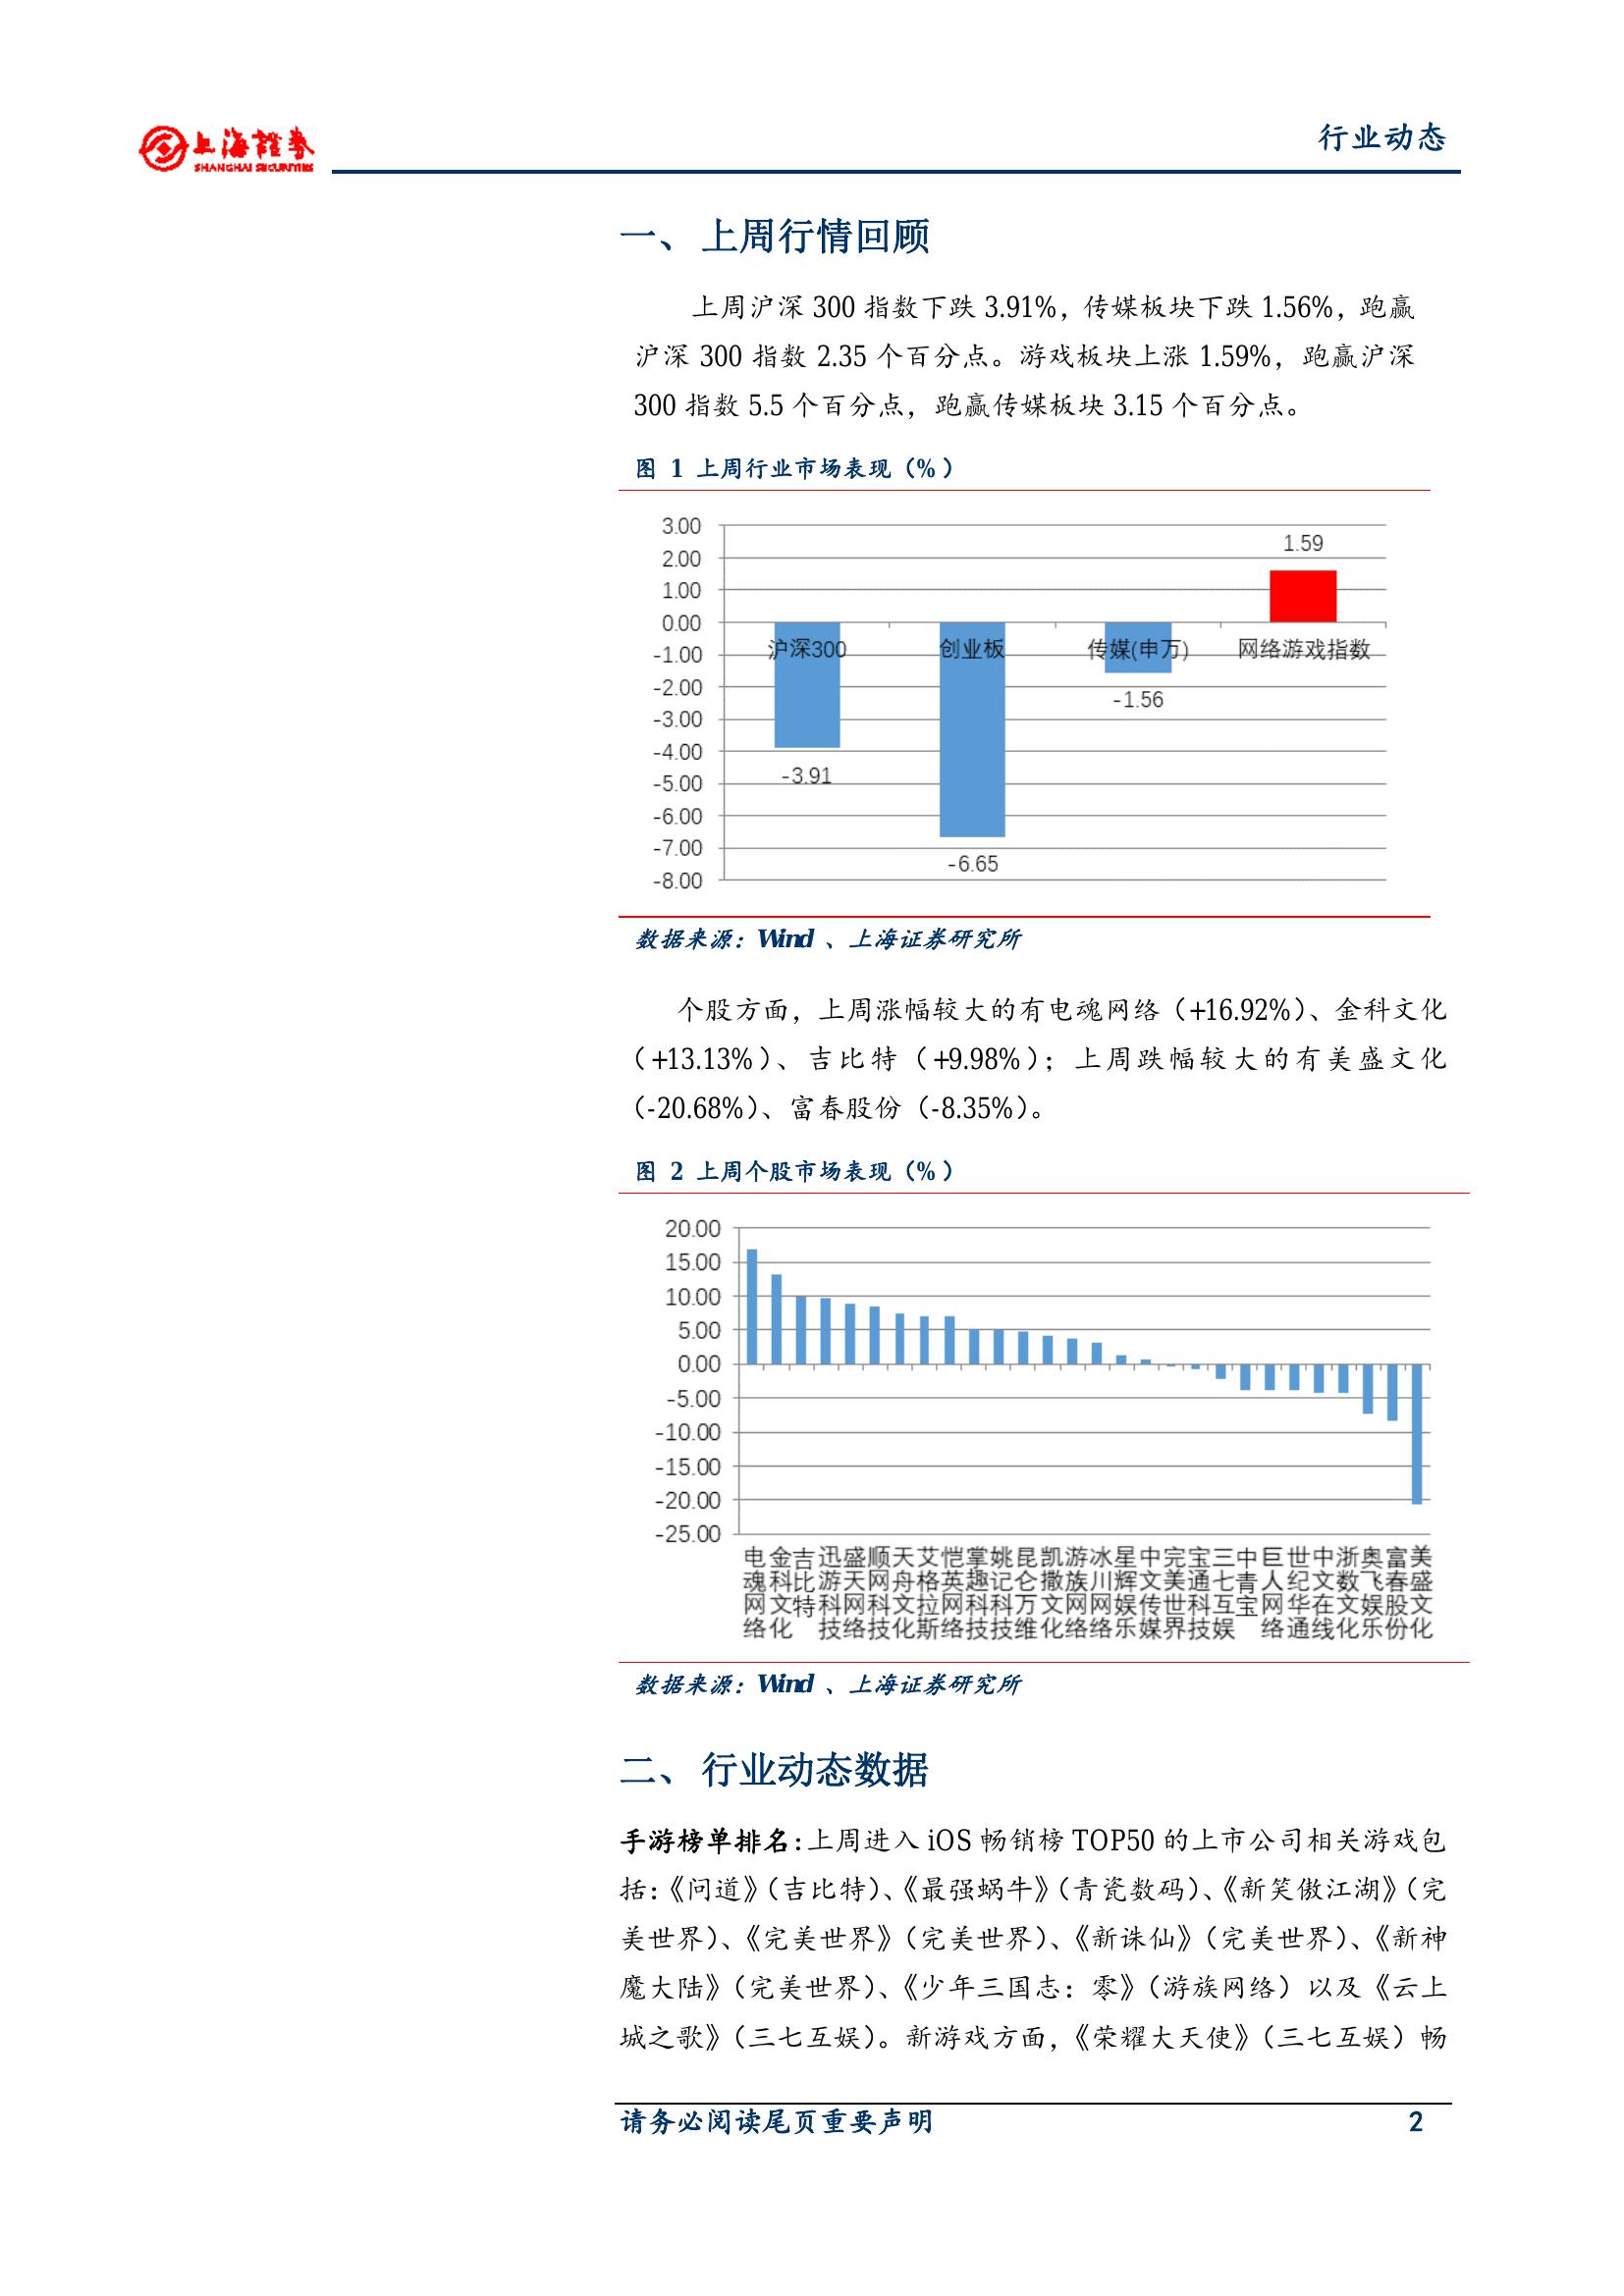 上海證券
SHANGHAI SECURITIES
行业动态
一、 上周行情回顾
上周沪深 300 指数下跌 3.91%，传媒板块下跌 1.56%，跑赢
沪深 300 指数 2.35 个百分点。游戏板块上涨 1.59%，跑赢沪深
300 指数 5.5 个百分点，跑赢传媒板块 3.15 个百分点。
图 1 上周行业市场表现（%）
3.00
2.00
1.00
0.00
-1.00
-2.00
-3.00
-4.00
-5.00
-6.00
-7.00
-8.00
沪深300
创业板
传媒(申万)
网络游戏指数
-3.91
-6.65
-1.56
1.59
数据来源：Wind 、上海证券研究所
个股方面，上周涨幅较大的有电魂网络（+16.92%）、金科文化
（+13.13%）、吉比特（+9.98%）；上周跌幅较大的有美盛文化
（-20.68%）、富春股份（-8.35%）。
图 2 上周个股市场表现（%）
20.00
15.00
10.00
5.00
0.00
-5.00
-10.00
-15.00
-20.00
-25.00
电魂网络
金科文化
吉比特
迅游科技
盛天网络
顺网科技
天舟文化
艾格拉斯
恺英网络
掌趣科技
姚记科技
昆仑万维
凯撒文化
游族网络
冰川网络
星辉娱乐
中文传媒
完美世界
宝通科技
三七互娱
中青宝
巨人网络
世纪华通
中文在线
浙数文化
奥飞娱乐
富春股份
美盛文化
数据来源：Wind 、上海证券研究所
二、 行业动态数据
手游榜单排名：上周进入 iOS 畅销榜 TOP50 的上市公司相关游戏包
括：《问道》（吉比特）、《最强蜗牛》（青瓷数码）、《新笑傲江湖》（完
美世界）、《完美世界》（完美世界）、《新诛仙》（完美世界）、《新神
魔大陆》（完美世界）、《少年三国志：零》（游族网络）以及《云上
城之歌》（三七互娱）。新游戏方面，《荣耀大天使》（三七互娱）畅
请务必阅读尾页重要声明
2